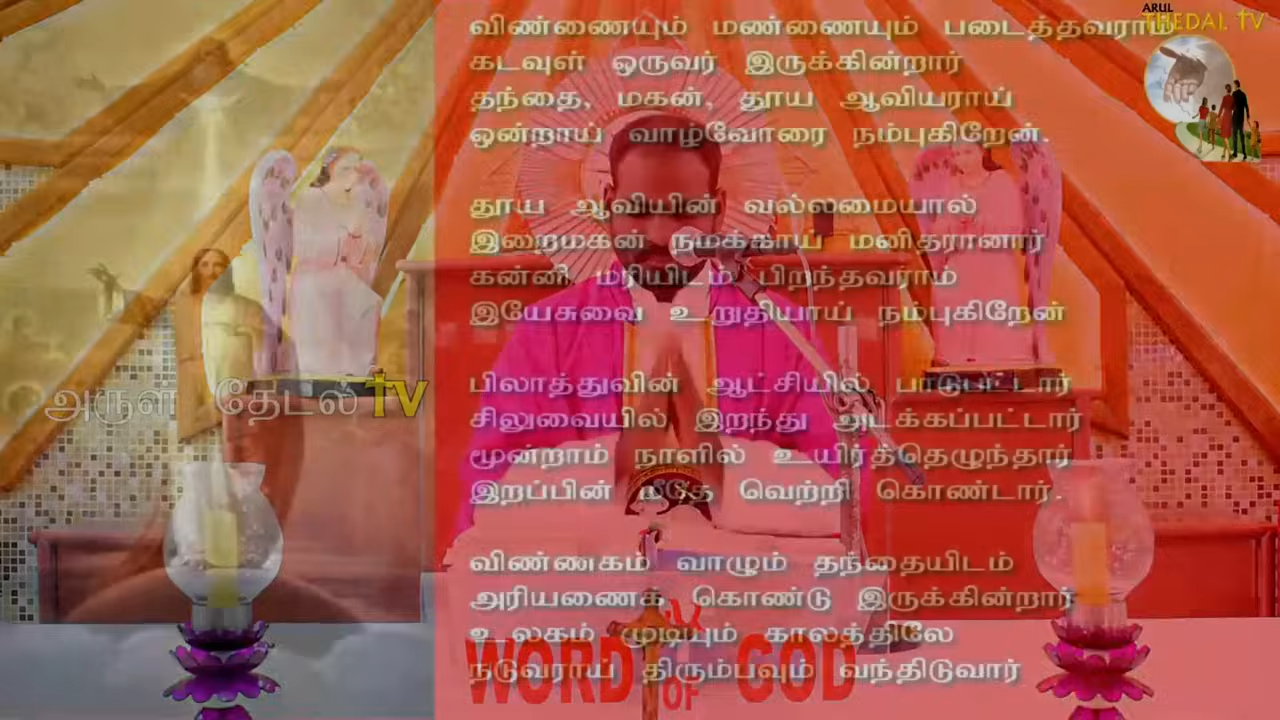 ARUL
THEDAL TV
விண்ணையும் மண்ணையும் படைத்தவராம்
கடவுள் ஒருவர் இருக்கின்றார்
தந்தை, மகன், தூய ஆவியராய்
ஒன்றாய் வாழ்வோரை நம்புகிறேன்.
தூய ஆவியின் வல்லமையால்
இறைமகன் நமக்காய் மனிதரானார்
கன்னி மரியிடம் பிறந்தவராம்
இயேசுவை உறுதியாய் நம்புகிறேன்
பிலாத்துவின் ஆட்சியில் பாடுபட்டார்
சிலுவையில் இறந்து அடக்கப்பட்டார்
மூன்றாம் நாளில் உயிர்த்தெழுந்தார்
இறப்பின் மீதே வெற்றி கொண்டார்.
விண்ணகம் வாழும் தந்தையிடம்
அரியணைக் கொண்டு இருக்கின்றார்
உலகம் முடியும் காலத்திலே
நடுவராய் திரும்பவும் வந்திடுவார்
அருள் தேடல் TV
WORD OF GOD